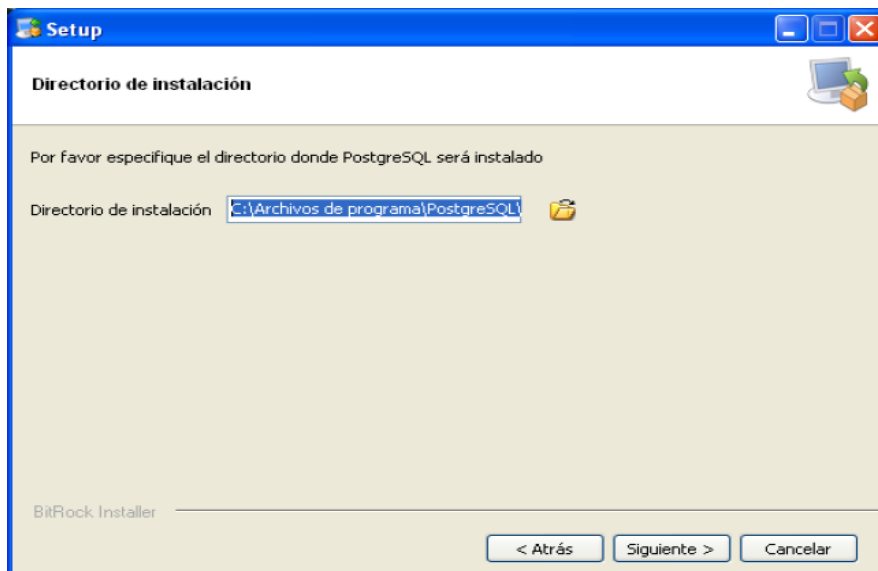 Setup
Directorio de instalación
Por favor especifique el directorio donde PostgreSQL será instalado
Directorio de instalación C:\Archivos de programa\PostgreSQL\
BitRock Installer
< Atrás Siguiente > Cancelar